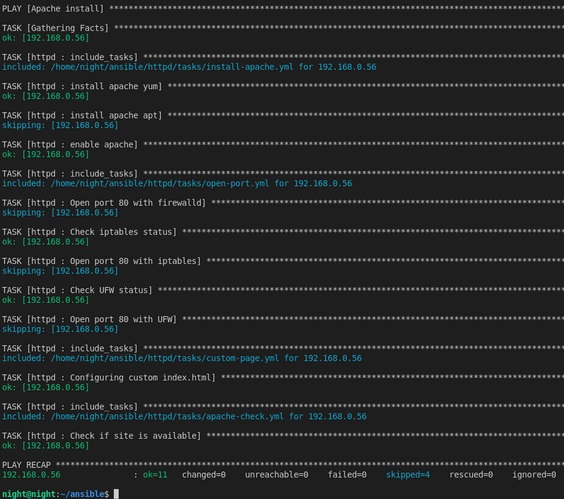 PLAY [Apache install] ****************************************************************************************
TASK [Gathering Facts] ***************************************************************************************
ok: [192.168.0.56]
TASK [httpd : include_tasks] *********************************************************************************
included: /home/night/ansible/httpd/tasks/install-apache.yml for 192.168.0.56
TASK [httpd : install apache yum] ****************************************************************************
ok: [192.168.0.56]
TASK [httpd : install apache apt] ****************************************************************************
skipping: [192.168.0.56]
TASK [httpd : enable apache] *********************************************************************************
ok: [192.168.0.56]
TASK [httpd : include_tasks] *********************************************************************************
included: /home/night/ansible/httpd/tasks/open-port.yml for 192.168.0.56
TASK [httpd : Open port 80 with firewalld] *******************************************************************
skipping: [192.168.0.56]
TASK [httpd : Check iptables status] *************************************************************************
ok: [192.168.0.56]
TASK [httpd : Open port 80 with iptables] ********************************************************************
skipping: [192.168.0.56]
TASK [httpd : Check UFW status] ******************************************************************************
ok: [192.168.0.56]
TASK [httpd : Open port 80 with UFW] *************************************************************************
skipping: [192.168.0.56]
TASK [httpd : include_tasks] *********************************************************************************
included: /home/night/ansible/httpd/tasks/custom-page.yml for 192.168.0.56
TASK [httpd : Configuring custom index.html] *****************************************************************
ok: [192.168.0.56]
TASK [httpd : include_tasks] *********************************************************************************
included: /home/night/ansible/httpd/tasks/apache-check.yml for 192.168.0.56
TASK [httpd : Check if site is available] ********************************************************************
ok: [192.168.0.56]
PLAY RECAP ***************************************************************************************************
192.168.0.56 : ok=11 changed=0 unreachable=0 failed=0 skipped=4 rescued=0 ignored=0
night@night:~/ansible$